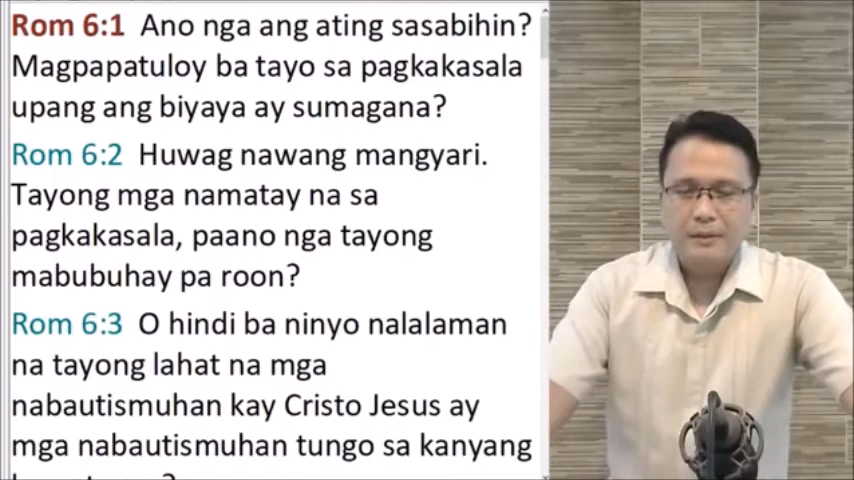 Rom 6:1 Ano nga ang ating sasabihin?
Magpapatuloy ba tayo sa pagkakasala
upang ang biyaya ay sumagana?
Rom 6:2 Huwag nawang mangyari.
Tayong mga namatay na sa
pagkakasala, paano nga tayong
mabubuhay pa roon?
Rom 6:3 O hindi ba ninyo nalalaman
na tayong lahat na mga
nabautismuhan kay Cristo Jesus ay
mga nabautismuhan tungo sa kanyang